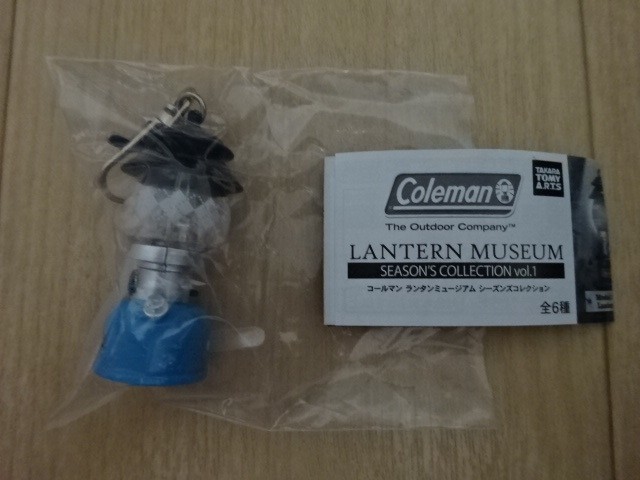 Coleman
TAKARA
TOMY
A.R.T.S
The Outdoor Company™
LANTERN MUSEUM
SEASON'S COLLECTION vol.1
コールマン ランタンミュージアム シーズンズコレクション
全6種